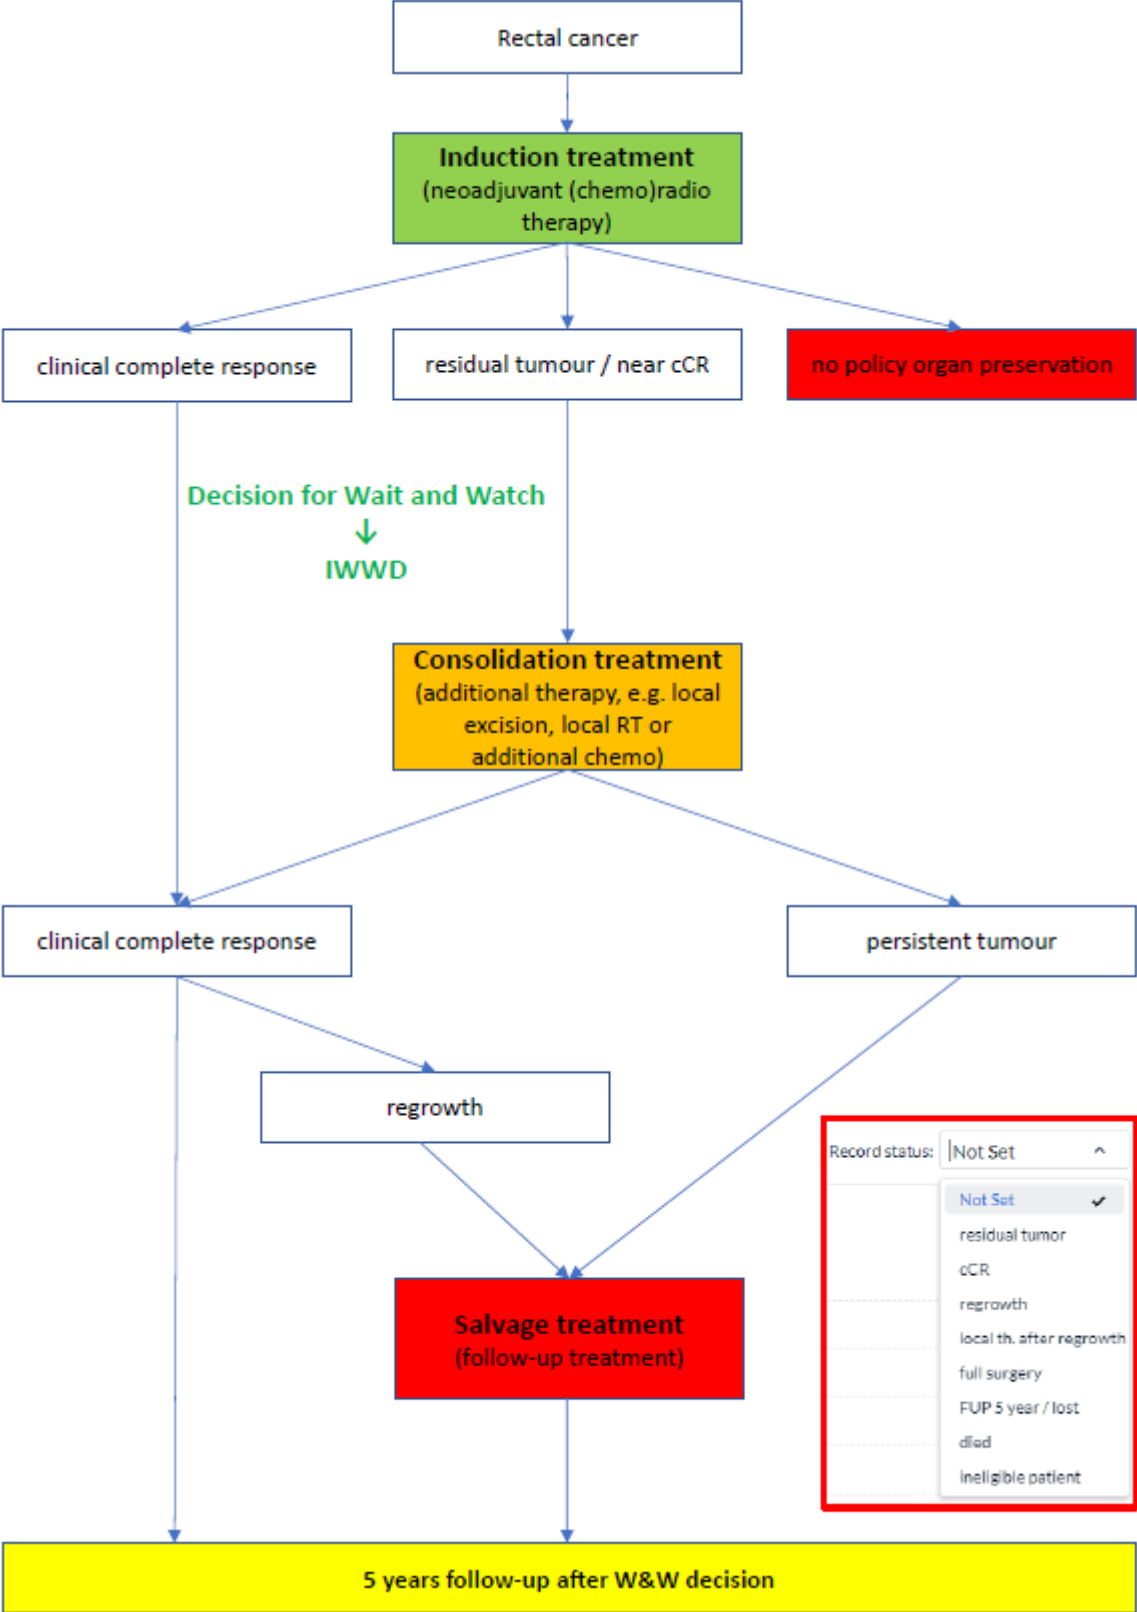 Rectal cancer
Induction treatment
(neoadjuvant (chemo)radio
therapy)
clinical complete response
residual tumour / near cCR
no policy organ preservation
Decision for Wait and Watch
↓
IWWD
Consolidation treatment
(additional therapy, e.g. local
excision, local RT or
additional chemo)
clinical complete response
persistent tumour
regrowth
Record status: Not Set
Not Set
residual tumor
cCR
regrowth
local th. after regrowth
full surgery
FUP 5 year / lost
died
ineligible patient
Salvage treatment
(follow-up treatment)
5 years follow-up after W&W decision